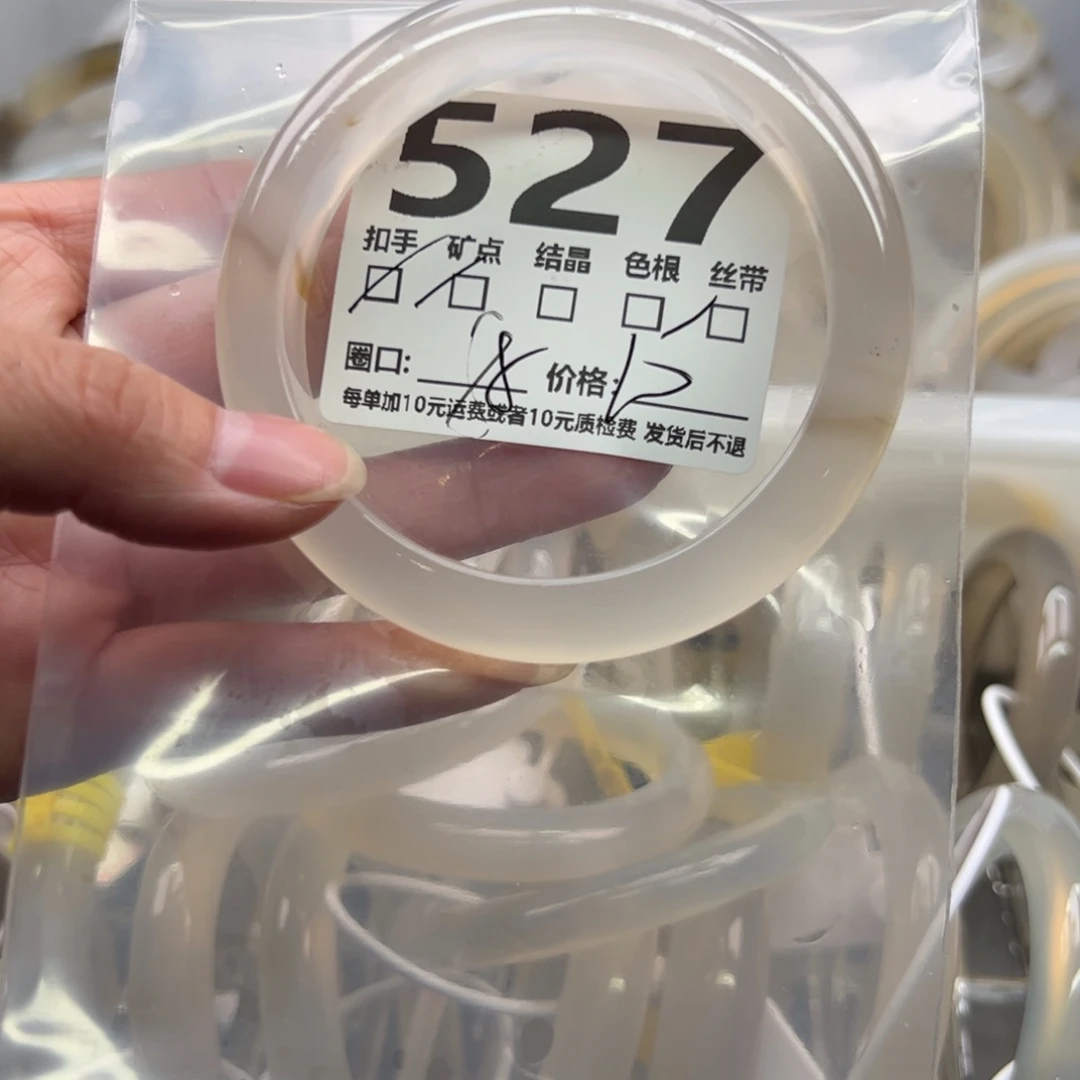 527
扣手 矿点 结晶 色根 丝带
圈口: 58 价格: 12
每单加10元运费或者10元质检费 发货后不退